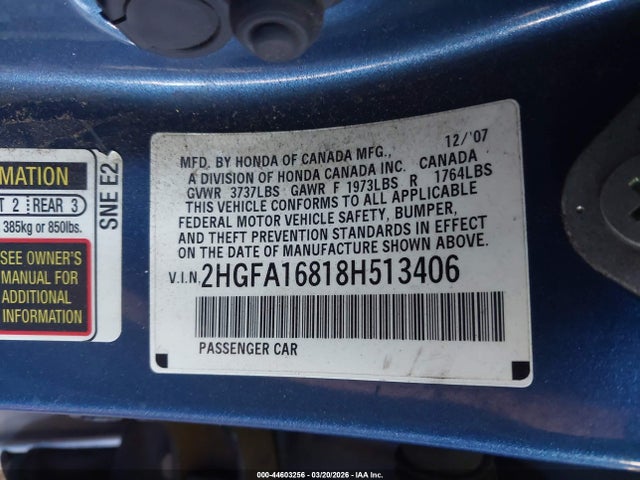 MATION
T 2 REAR 3
385kg or 850lbs.
SEE OWNER'S
MANUAL FOR
ADDITIONAL
INFORMATION
SNE E2
12/'07
MFD. BY HONDA OF CANADA MFG.,
A DIVISION OF HONDA CANADA INC. CANADA
GVWR 3737LBS GAWR F 1973LBS R 1764LBS
THIS VEHICLE CONFORMS TO ALL APPLICABLE
FEDERAL MOTOR VEHICLE SAFETY, BUMPER,
AND THEFT PREVENTION STANDARDS IN EFFECT
ON THE DATE OF MANUFACTURE SHOWN ABOVE.
V.I.N. 2HGFA16818H513406
PASSENGER CAR
000-44603256 | 03/20/2026 | IAA Inc.